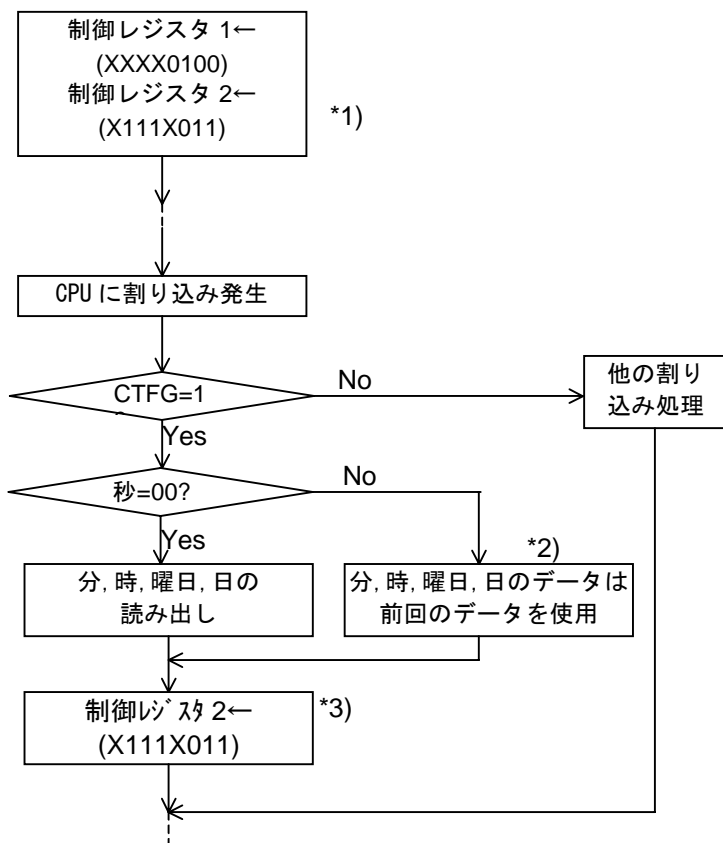 制御レジスタ 1←
(XXXX0100)
制御レジスタ 2←
(X111X011)
*1)
CPU に割り込み発生
CTFG=1
No
他の割り
込み処理
Yes
秒=00?
No
Yes
*2)
分, 時, 曜日, 日の
読み出し
分, 時, 曜日, 日のデータは
前回のデータを使用
制御ﾚｼﾞｽﾀ 2←
(X111X011)
*3)